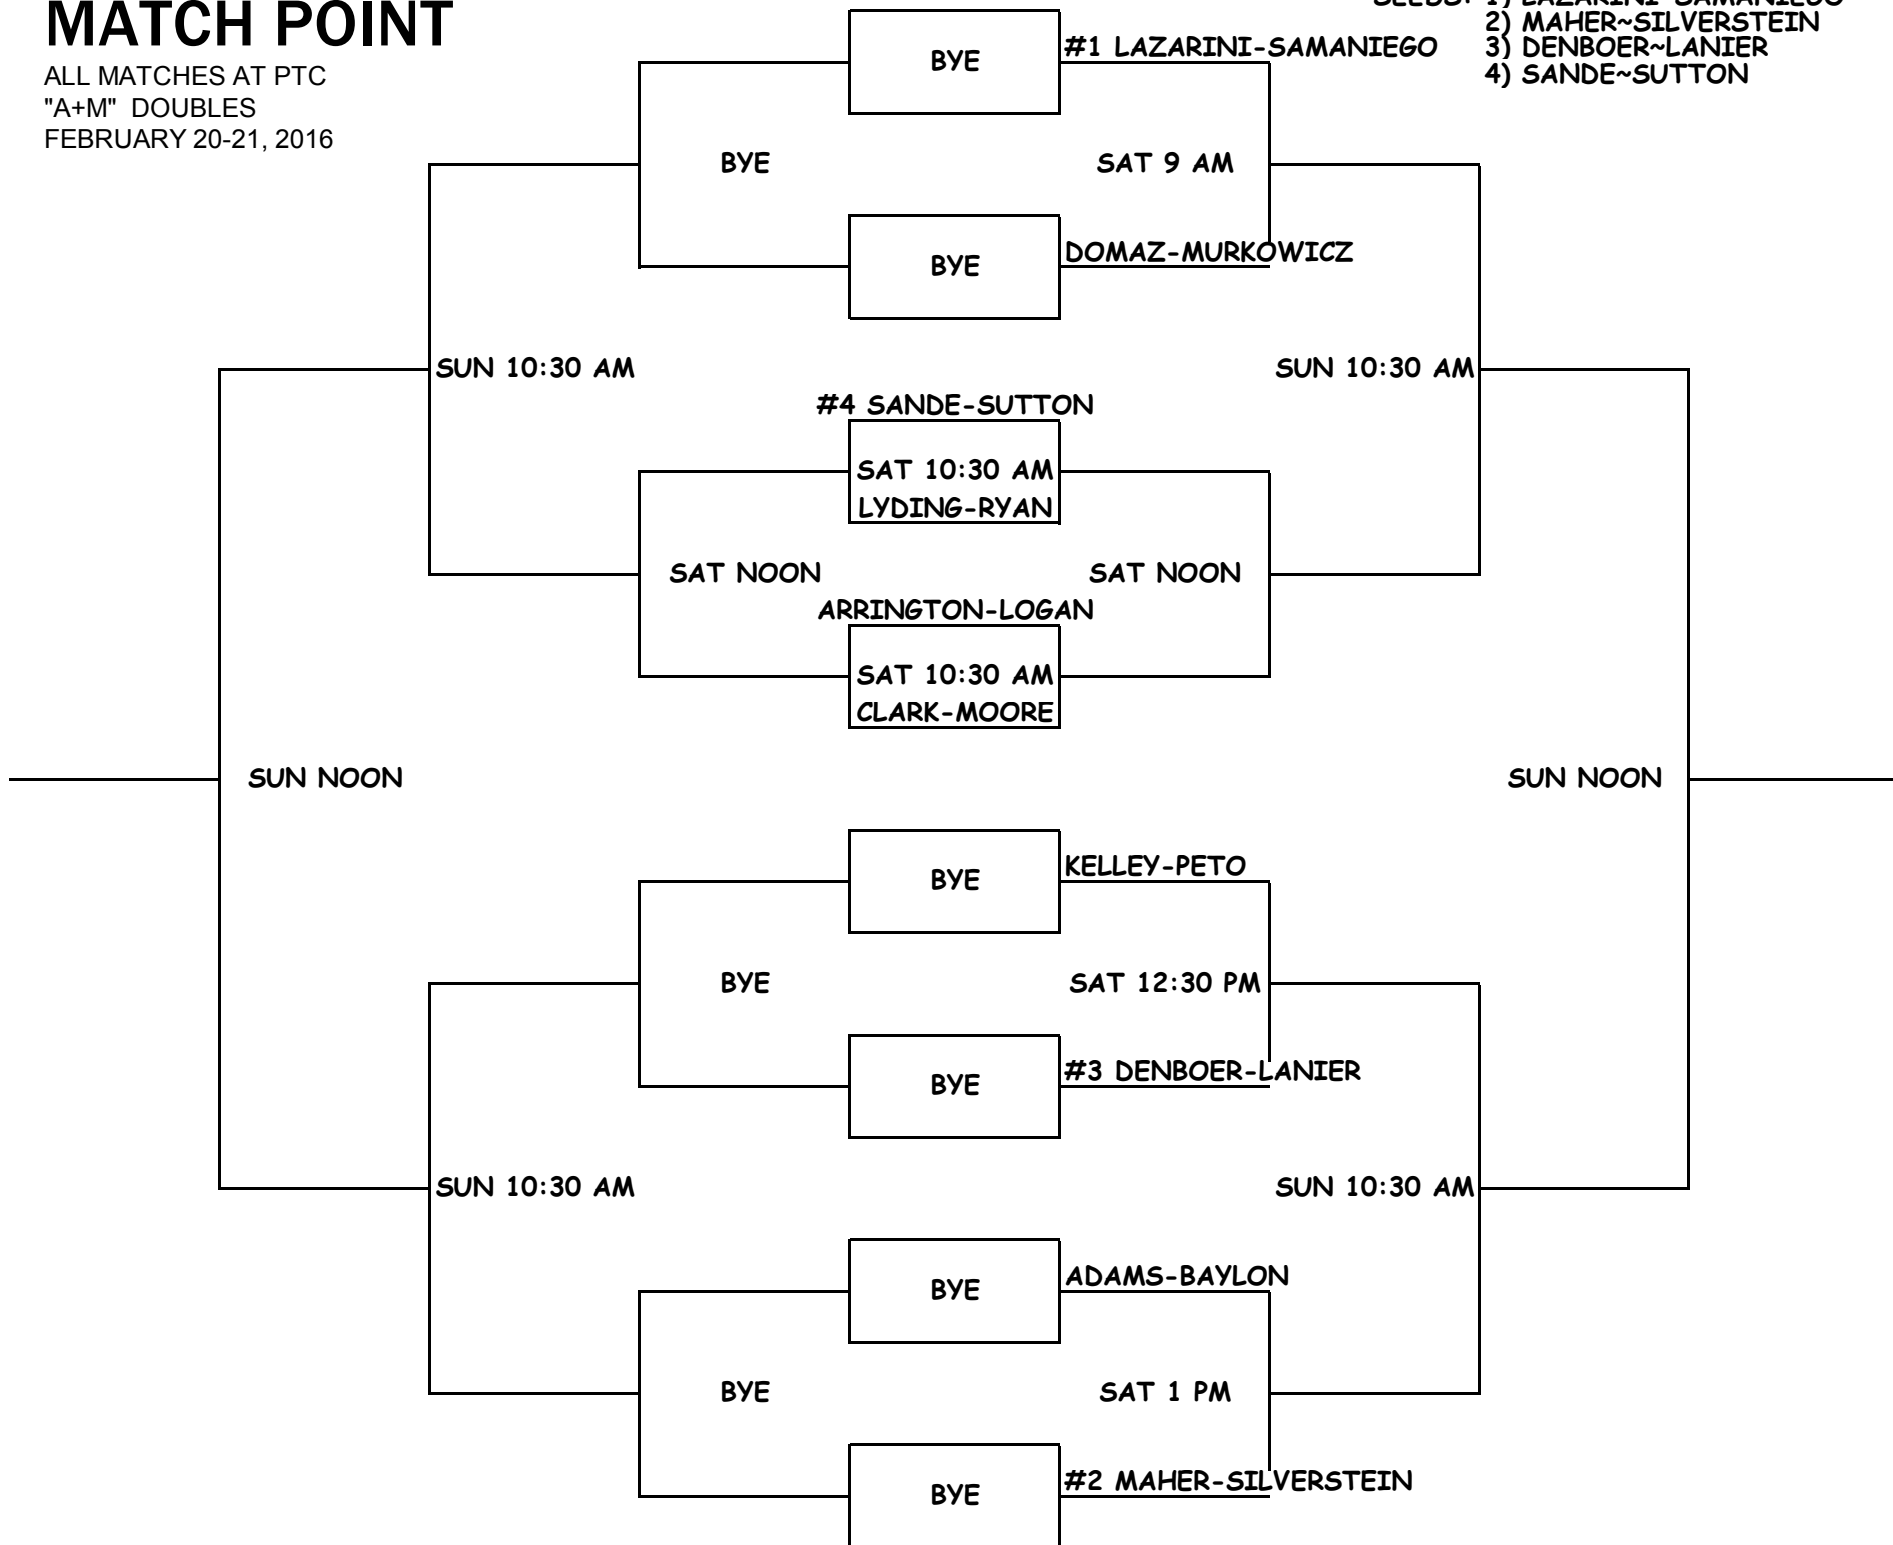 MATCH POINT
ALL MATCHES AT PTC
"A+M" DOUBLES
FEBRUARY 20-21, 2016
SEEDS: 1) LAZARINI-SAMANIEGO
2) MAHER~SILVERSTEIN
3) DENBOER~LANIER
4) SANDE~SUTTON
BYE
#1 LAZARINI-SAMANIEGO
BYE
SAT 9 AM
BYE
DOMAZ-MURKOWICZ
SUN 10:30 AM
SUN 10:30 AM
#4 SANDE-SUTTON
SAT 10:30 AM
LYDING-RYAN
SAT NOON
SAT NOON
ARRINGTON-LOGAN
SAT 10:30 AM
CLARK-MOORE
SUN NOON
SUN NOON
BYE
KELLEY-PETO
BYE
SAT 12:30 PM
BYE
#3 DENBOER-LANIER
SUN 10:30 AM
SUN 10:30 AM
BYE
ADAMS-BAYLON
BYE
SAT 1 PM
BYE
#2 MAHER-SILVERSTEIN